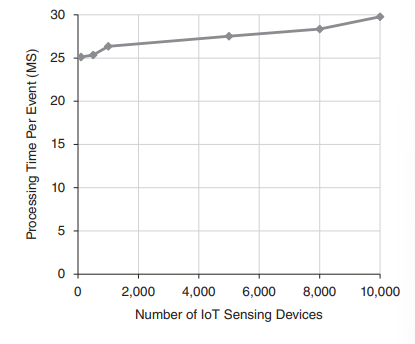 30
25
20
15
10
5
0
Processing Time Per Event (MS)
0 2,000 4,000 6,000 8,000 10,000
Number of IoT Sensing Devices